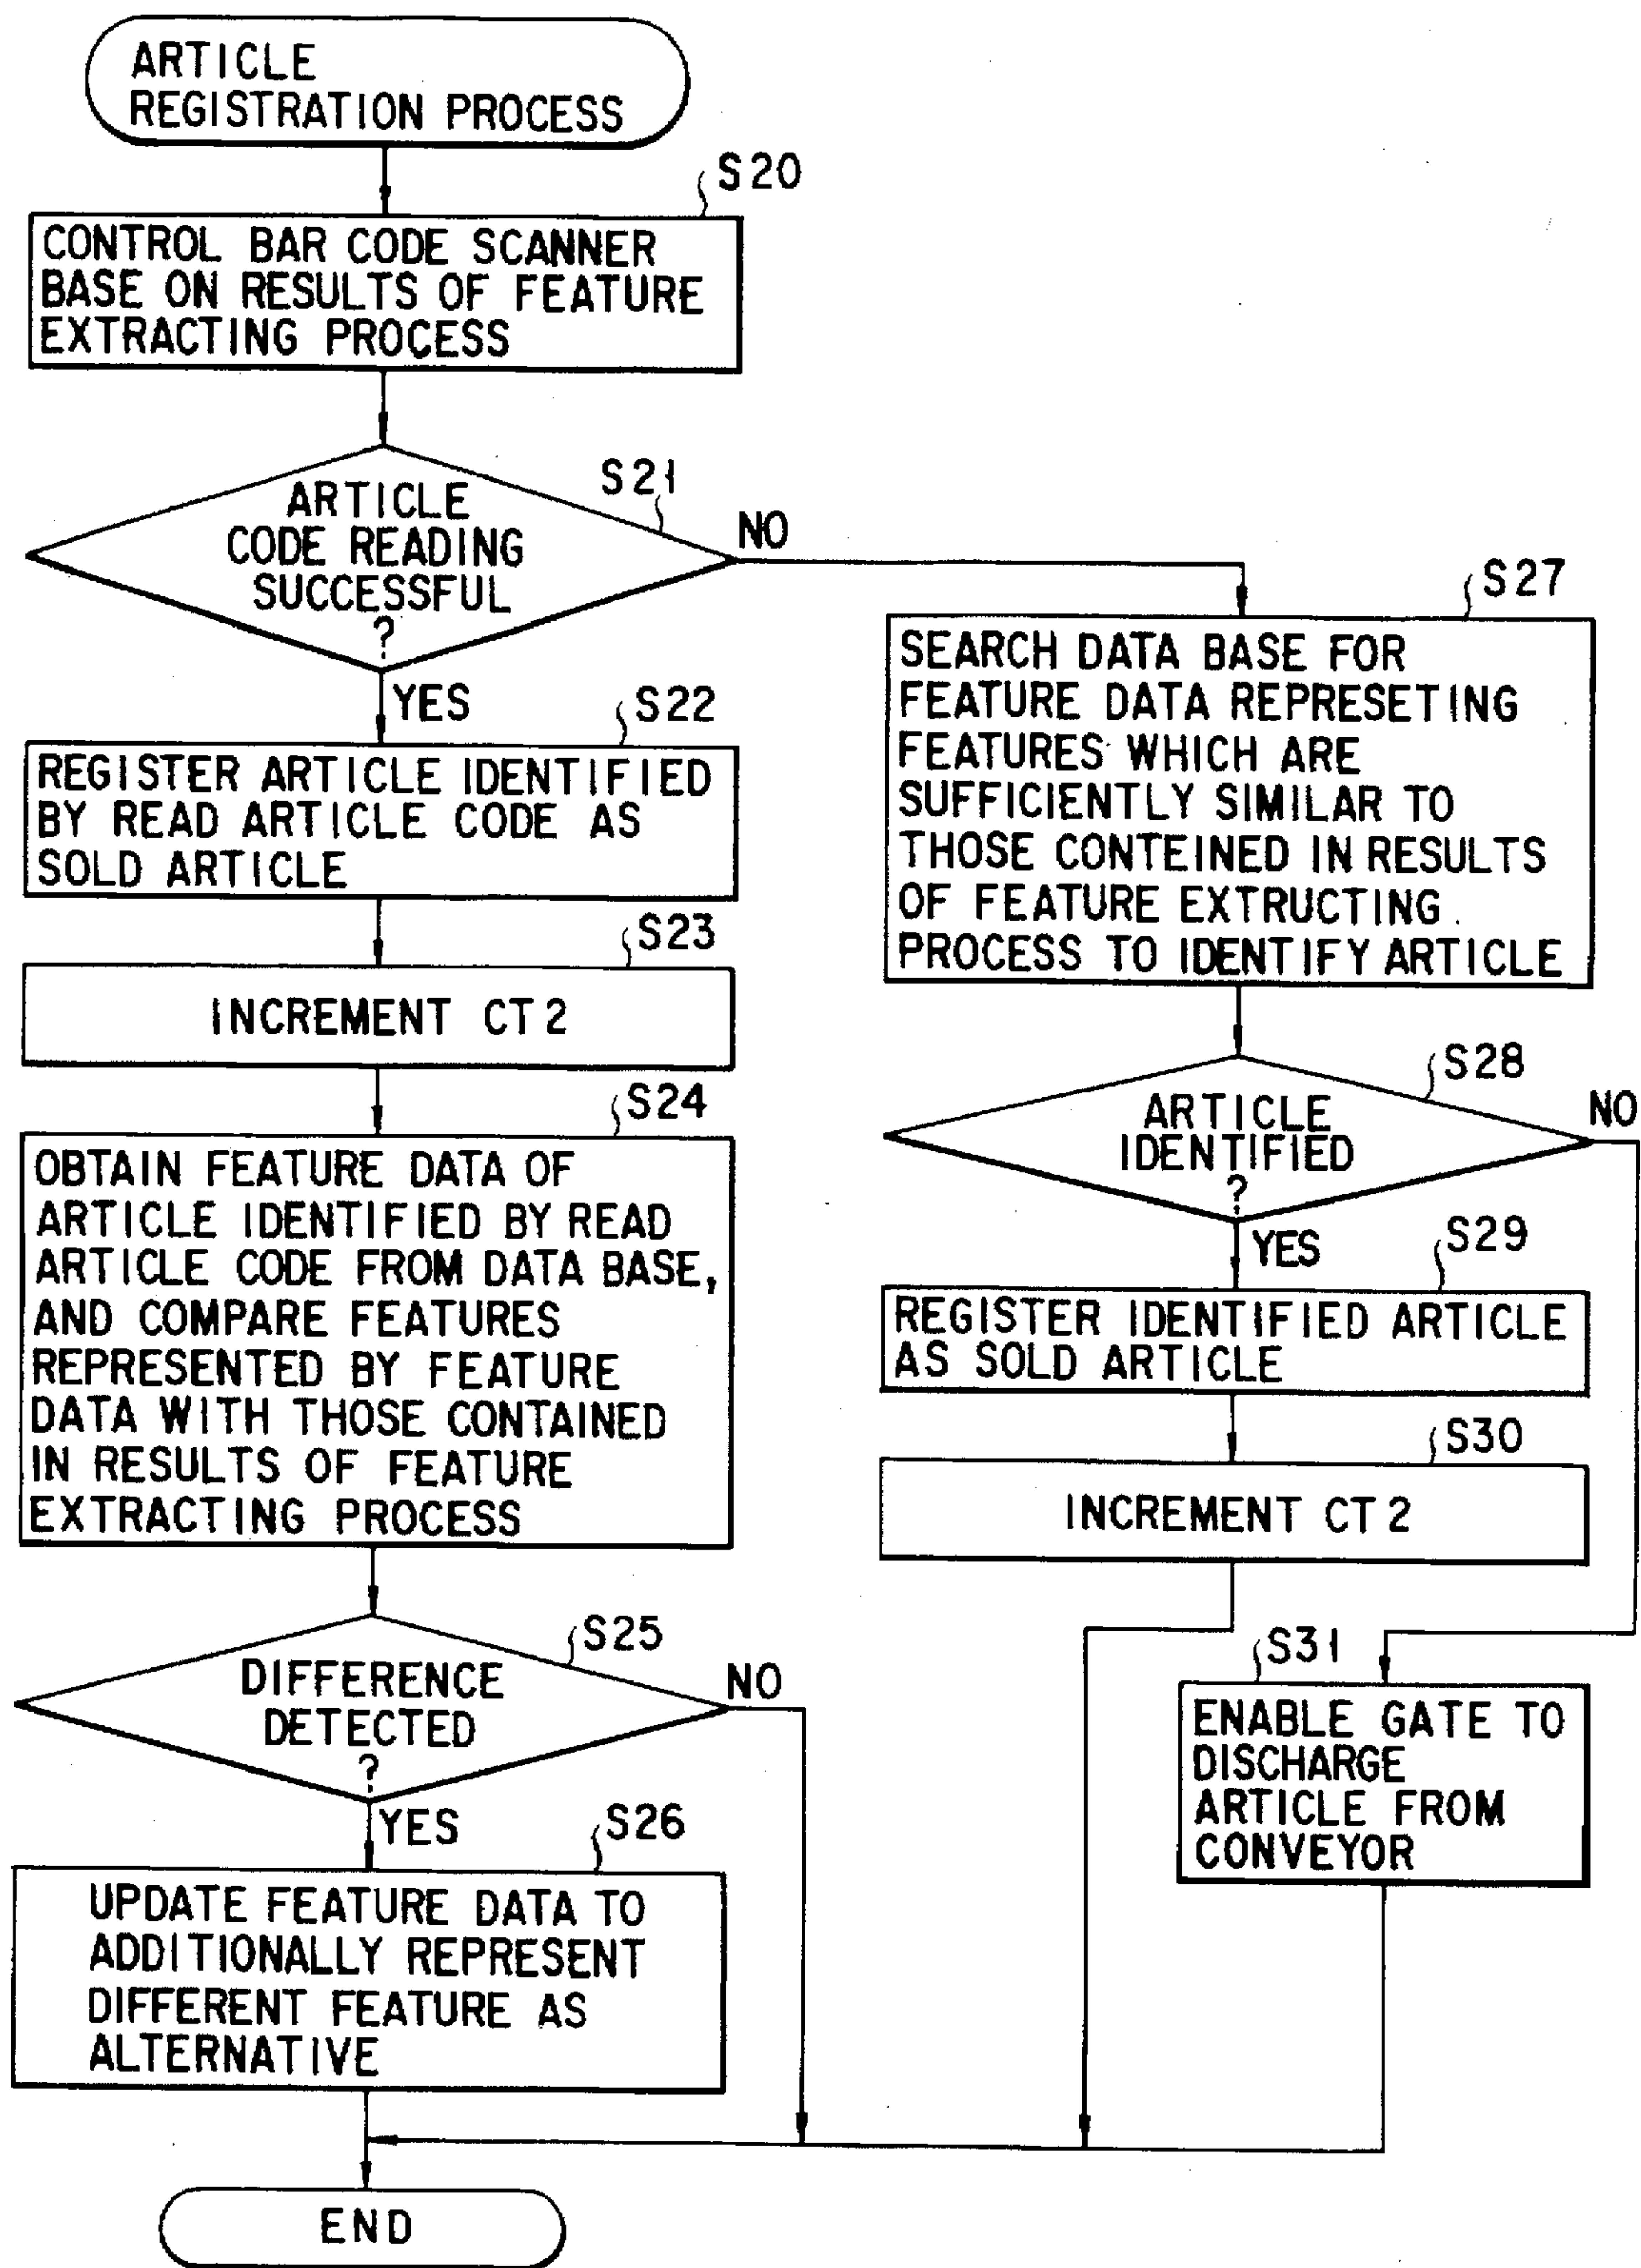 ARTICLE
REGISTRATION PROCESS
S20
CONTROL BAR CODE SCANNER
BASE ON RESULTS OF FEATURE
EXTRACTING PROCESS
S21
ARTICLE
CODE READING
SUCCESSFUL
?
NO
YES
S22
REGISTER ARTICLE IDENTIFIED
BY READ ARTICLE CODE AS
SOLD ARTICLE
S23
INCREMENT CT2
S24
OBTAIN FEATURE DATA OF
ARTICLE IDENTIFIED BY READ
ARTICLE CODE FROM DATA BASE,
AND COMPARE FEATURES
REPRESENTED BY FEATURE
DATA WITH THOSE CONTAINED
IN RESULTS OF FEATURE
EXTRACTING PROCESS
S25
DIFFERENCE
DETECTED
?
NO
YES
S26
UPDATE FEATURE DATA TO
ADDITIONALLY REPRESENT
DIFFERENT FEATURE AS
ALTERNATIVE
S27
SEARCH DATA BASE FOR
FEATURE DATA REPRESETING
FEATURES WHICH ARE
SUFFICIENTLY SIMILAR TO
THOSE CONTEINED IN RESULTS
OF FEATURE EXTRUCTING
PROCESS TO IDENTIFY ARTICLE
S28
ARTICLE
IDENTIFIED
?
NO
YES
S29
REGISTER IDENTIFIED ARTICLE
AS SOLD ARTICLE
S30
INCREMENT CT2
S31
ENABLE GATE TO
DISCHARGE
ARTICLE FROM
CONVEYOR
END